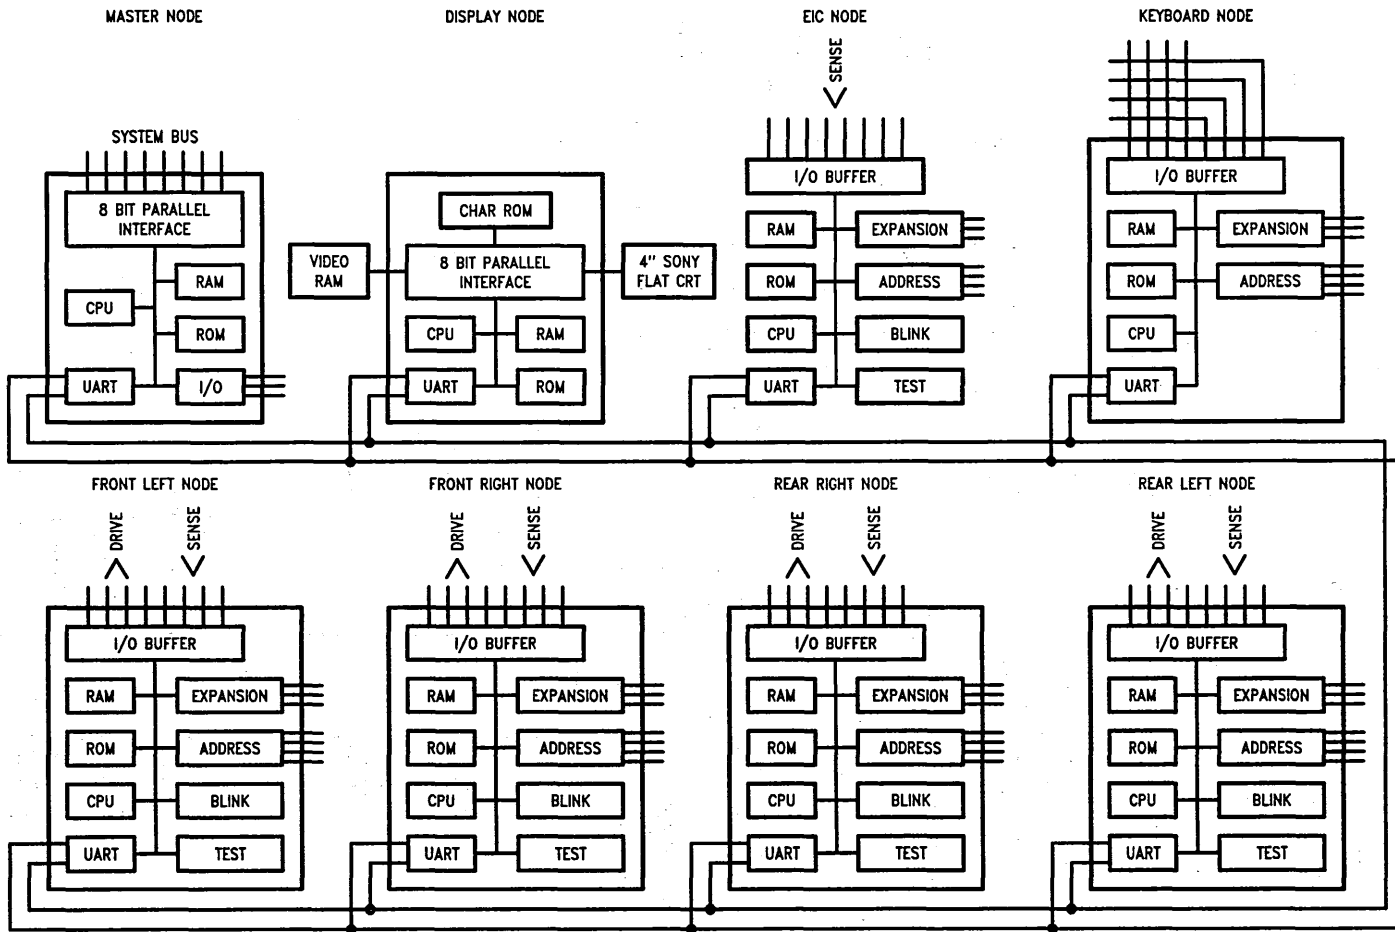 MASTER NODE
DISPLAY NODE
EIC NODE
KEYBOARD NODE
SENSE
SYSTEM BUS
8 BIT PARALLEL
INTERFACE
RAM
CPU
ROM
UART
I/O
CHAR ROM
VIDEO
RAM
8 BIT PARALLEL
INTERFACE
4" SONY
FLAT CRT
CPU
RAM
UART
ROM
I/O BUFFER
RAM
EXPANSION
ROM
ADDRESS
CPU
BLINK
UART
TEST
I/O BUFFER
RAM
EXPANSION
ROM
ADDRESS
CPU
UART
FRONT LEFT NODE
DRIVE
SENSE
I/O BUFFER
RAM
EXPANSION
ROM
ADDRESS
CPU
BLINK
UART
TEST
FRONT RIGHT NODE
DRIVE
SENSE
I/O BUFFER
RAM
EXPANSION
ROM
ADDRESS
CPU
BLINK
UART
TEST
REAR RIGHT NODE
DRIVE
SENSE
I/O BUFFER
RAM
EXPANSION
ROM
ADDRESS
CPU
BLINK
UART
TEST
REAR LEFT NODE
DRIVE
SENSE
I/O BUFFER
RAM
EXPANSION
ROM
ADDRESS
CPU
BLINK
UART
TEST